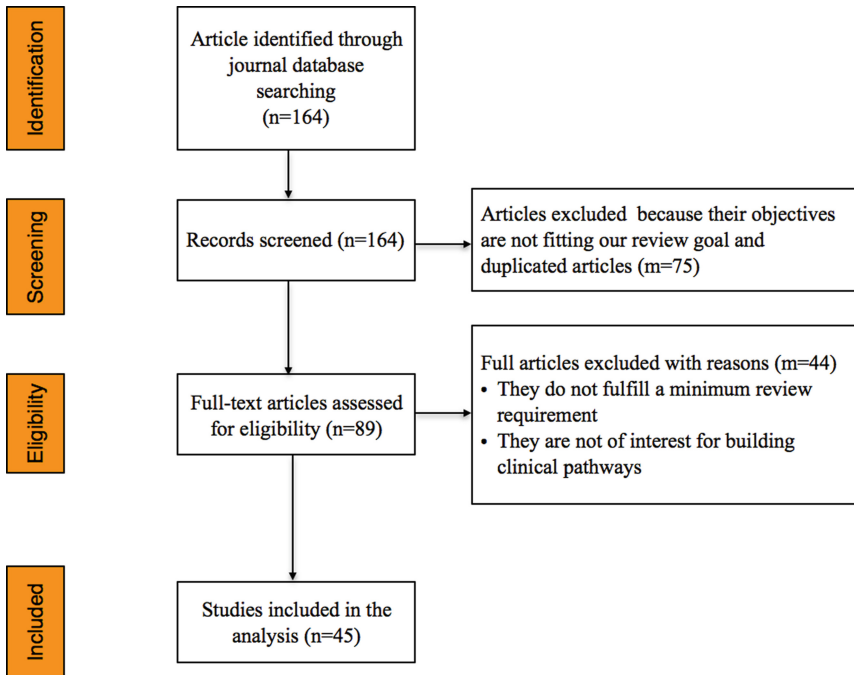 Identification
Article identified through
journal database
searching
(n=164)
Screening
Records screened (n=164)
Articles excluded because their objectives
are not fitting our review goal and
duplicated articles (m=75)
Eligibility
Full-text articles assessed
for eligibility (n=89)
Full articles excluded with reasons (m=44)
• They do not fulfill a minimum review
requirement
• They are not of interest for building
clinical pathways
Included
Studies included in the
analysis (n=45)